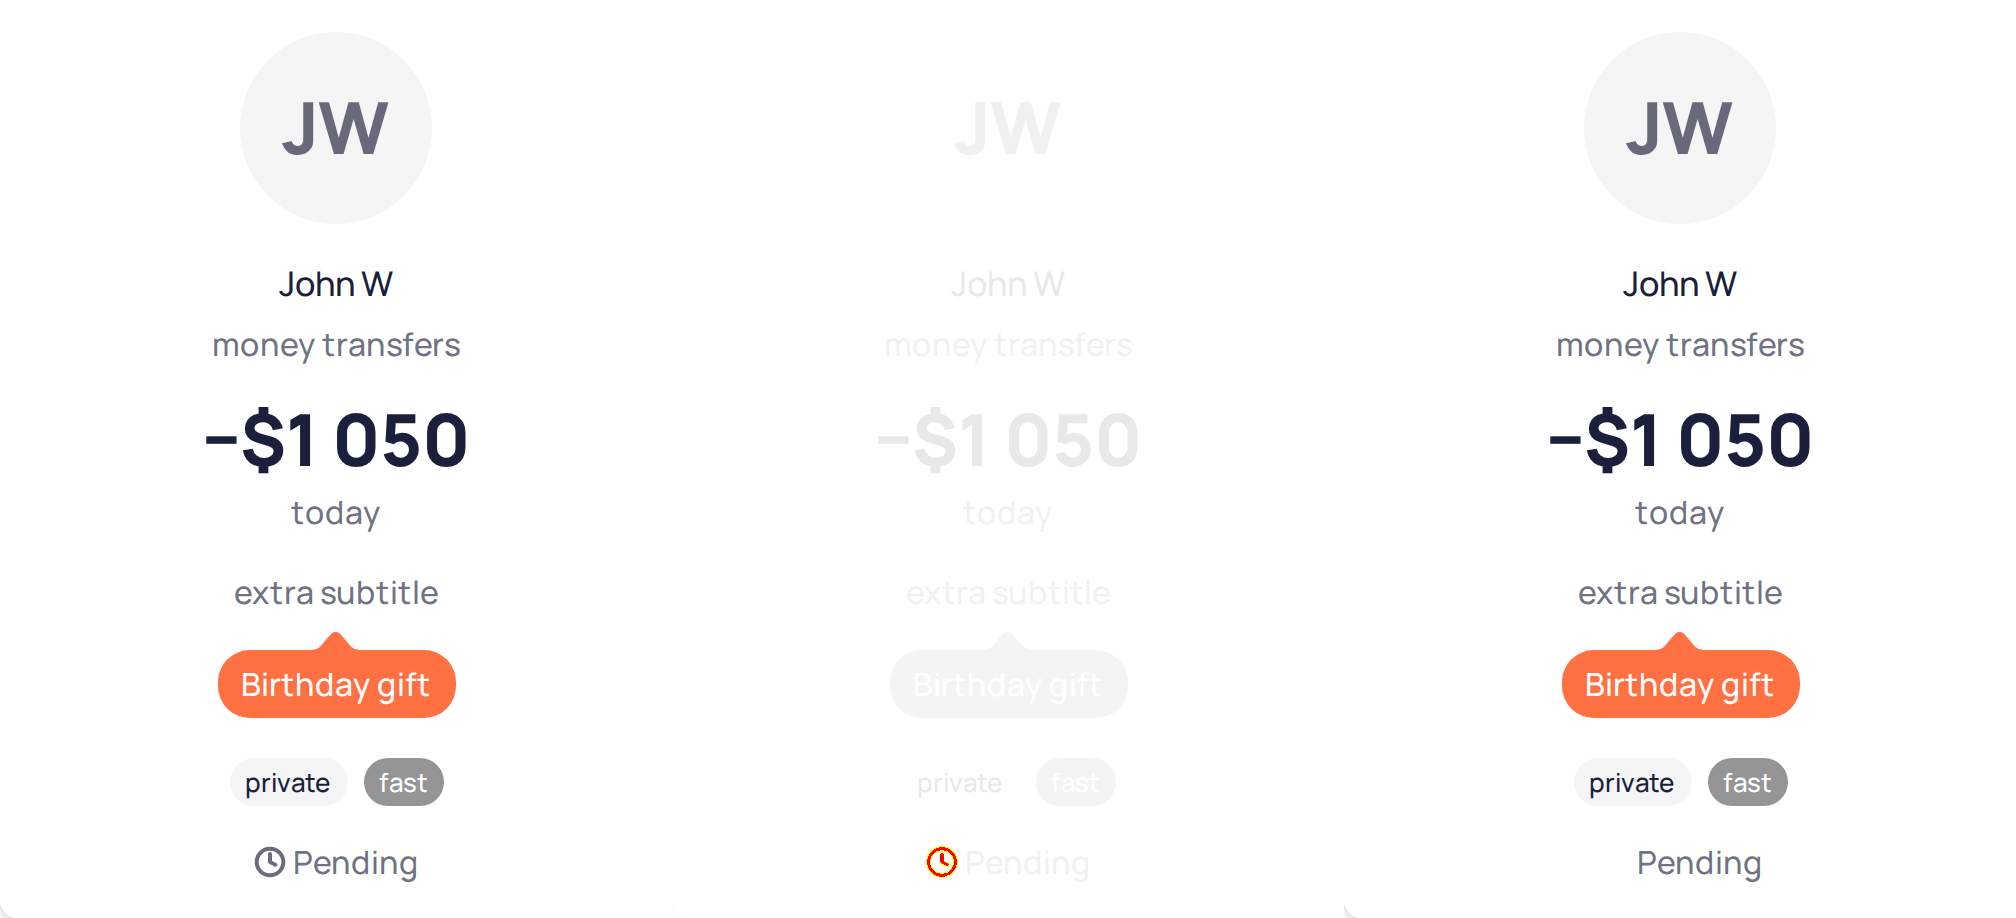 JW
John W
money transfers
−$1 050
today
extra subtitle
Birthday gift
private fast
Pending
JW
John W
money transfers
−$1 050
today
extra subtitle
Birthday gift
private fast
Pending
JW
John W
money transfers
−$1 050
today
extra subtitle
Birthday gift
private fast
Pending